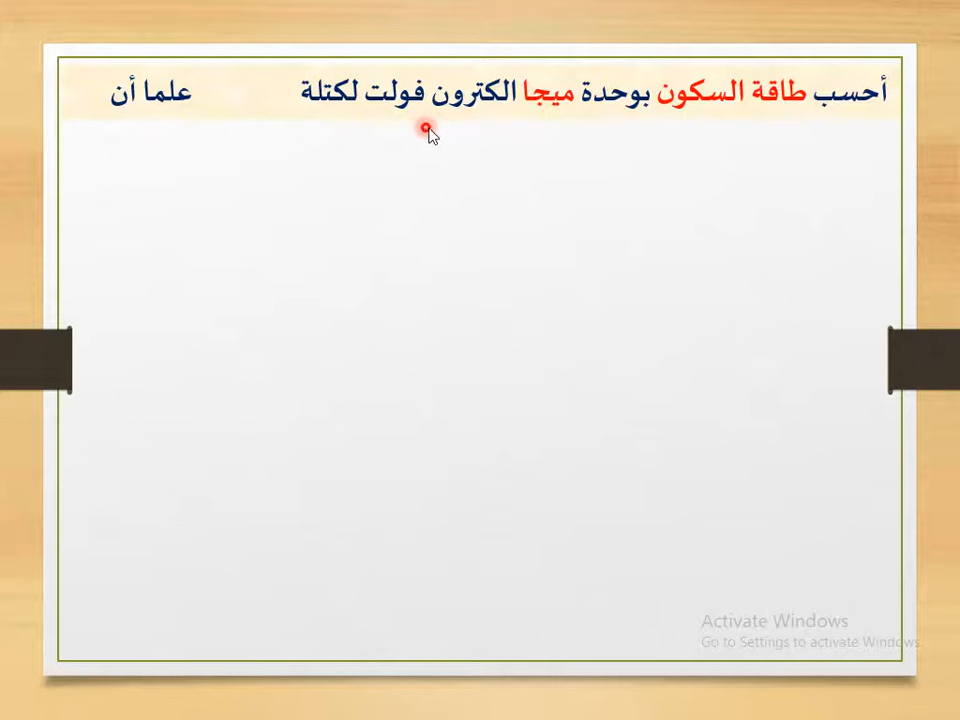 أحسب طاقة السكون بوحدة ميجا الكترون فولت لكتلة علما أن
Activate Windows
Go to Settings to activate Windows.